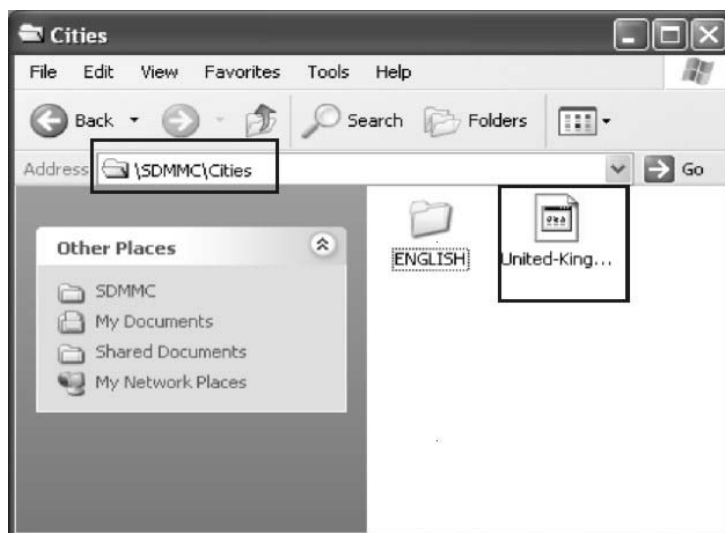 Cities
File Edit View Favorites Tools Help
Back Search Folders
Address \SDMMC\Cities Go
Other Places
SDMMC
My Documents
Shared Documents
My Network Places
ENGLISH United-King...